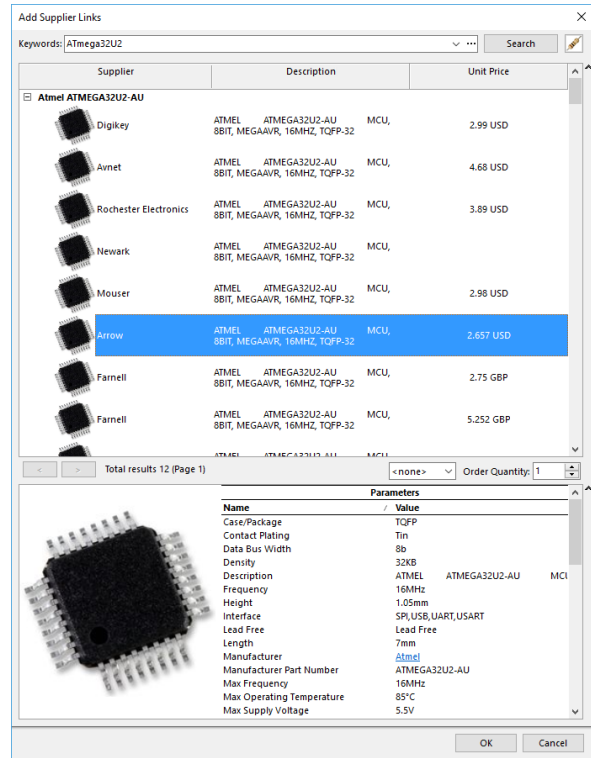 Add Supplier Links
Keywords: ATmega32U2
Search
Supplier Description Unit Price
Atmel ATMEGA32U2-AU
Digikey ATMEL ATMEGA32U2-AU MCU, 2.99 USD
8BIT, MEGAAVR, 16MHZ, TQFP-32
Avnet ATMEL ATMEGA32U2-AU MCU, 4.68 USD
8BIT, MEGAAVR, 16MHZ, TQFP-32
Rochester Electronics ATMEL ATMEGA32U2-AU MCU, 3.89 USD
8BIT, MEGAAVR, 16MHZ, TQFP-32
Newark ATMEL ATMEGA32U2-AU MCU,
8BIT, MEGAAVR, 16MHZ, TQFP-32
Mouser ATMEL ATMEGA32U2-AU MCU, 2.98 USD
8BIT, MEGAAVR, 16MHZ, TQFP-32
Arrow ATMEL ATMEGA32U2-AU MCU, 2.657 USD
8BIT, MEGAAVR, 16MHZ, TQFP-32
Farnell ATMEL ATMEGA32U2-AU MCU, 2.75 GBP
8BIT, MEGAAVR, 16MHZ, TQFP-32
Farnell ATMEL ATMEGA32U2-AU MCU, 5.252 GBP
8BIT, MEGAAVR, 16MHZ, TQFP-32
ATMEL ATMEGA32U2-AU MCU,
< > Total results 12 (Page 1) <none> Order Quantity: 1
Parameters
Name / Value
Case/Package TQFP
Contact Plating Tin
Data Bus Width 8b
Density 32KB
Description ATMEL ATMEGA32U2-AU MCU
Frequency 16MHz
Height 1.05mm
Interface SPI,USB,UART,USART
Lead Free Lead Free
Length 7mm
Manufacturer Atmel
Manufacturer Part Number ATMEGA32U2-AU
Max Frequency 16MHz
Max Operating Temperature 85°C
Max Supply Voltage 5.5V
OK Cancel